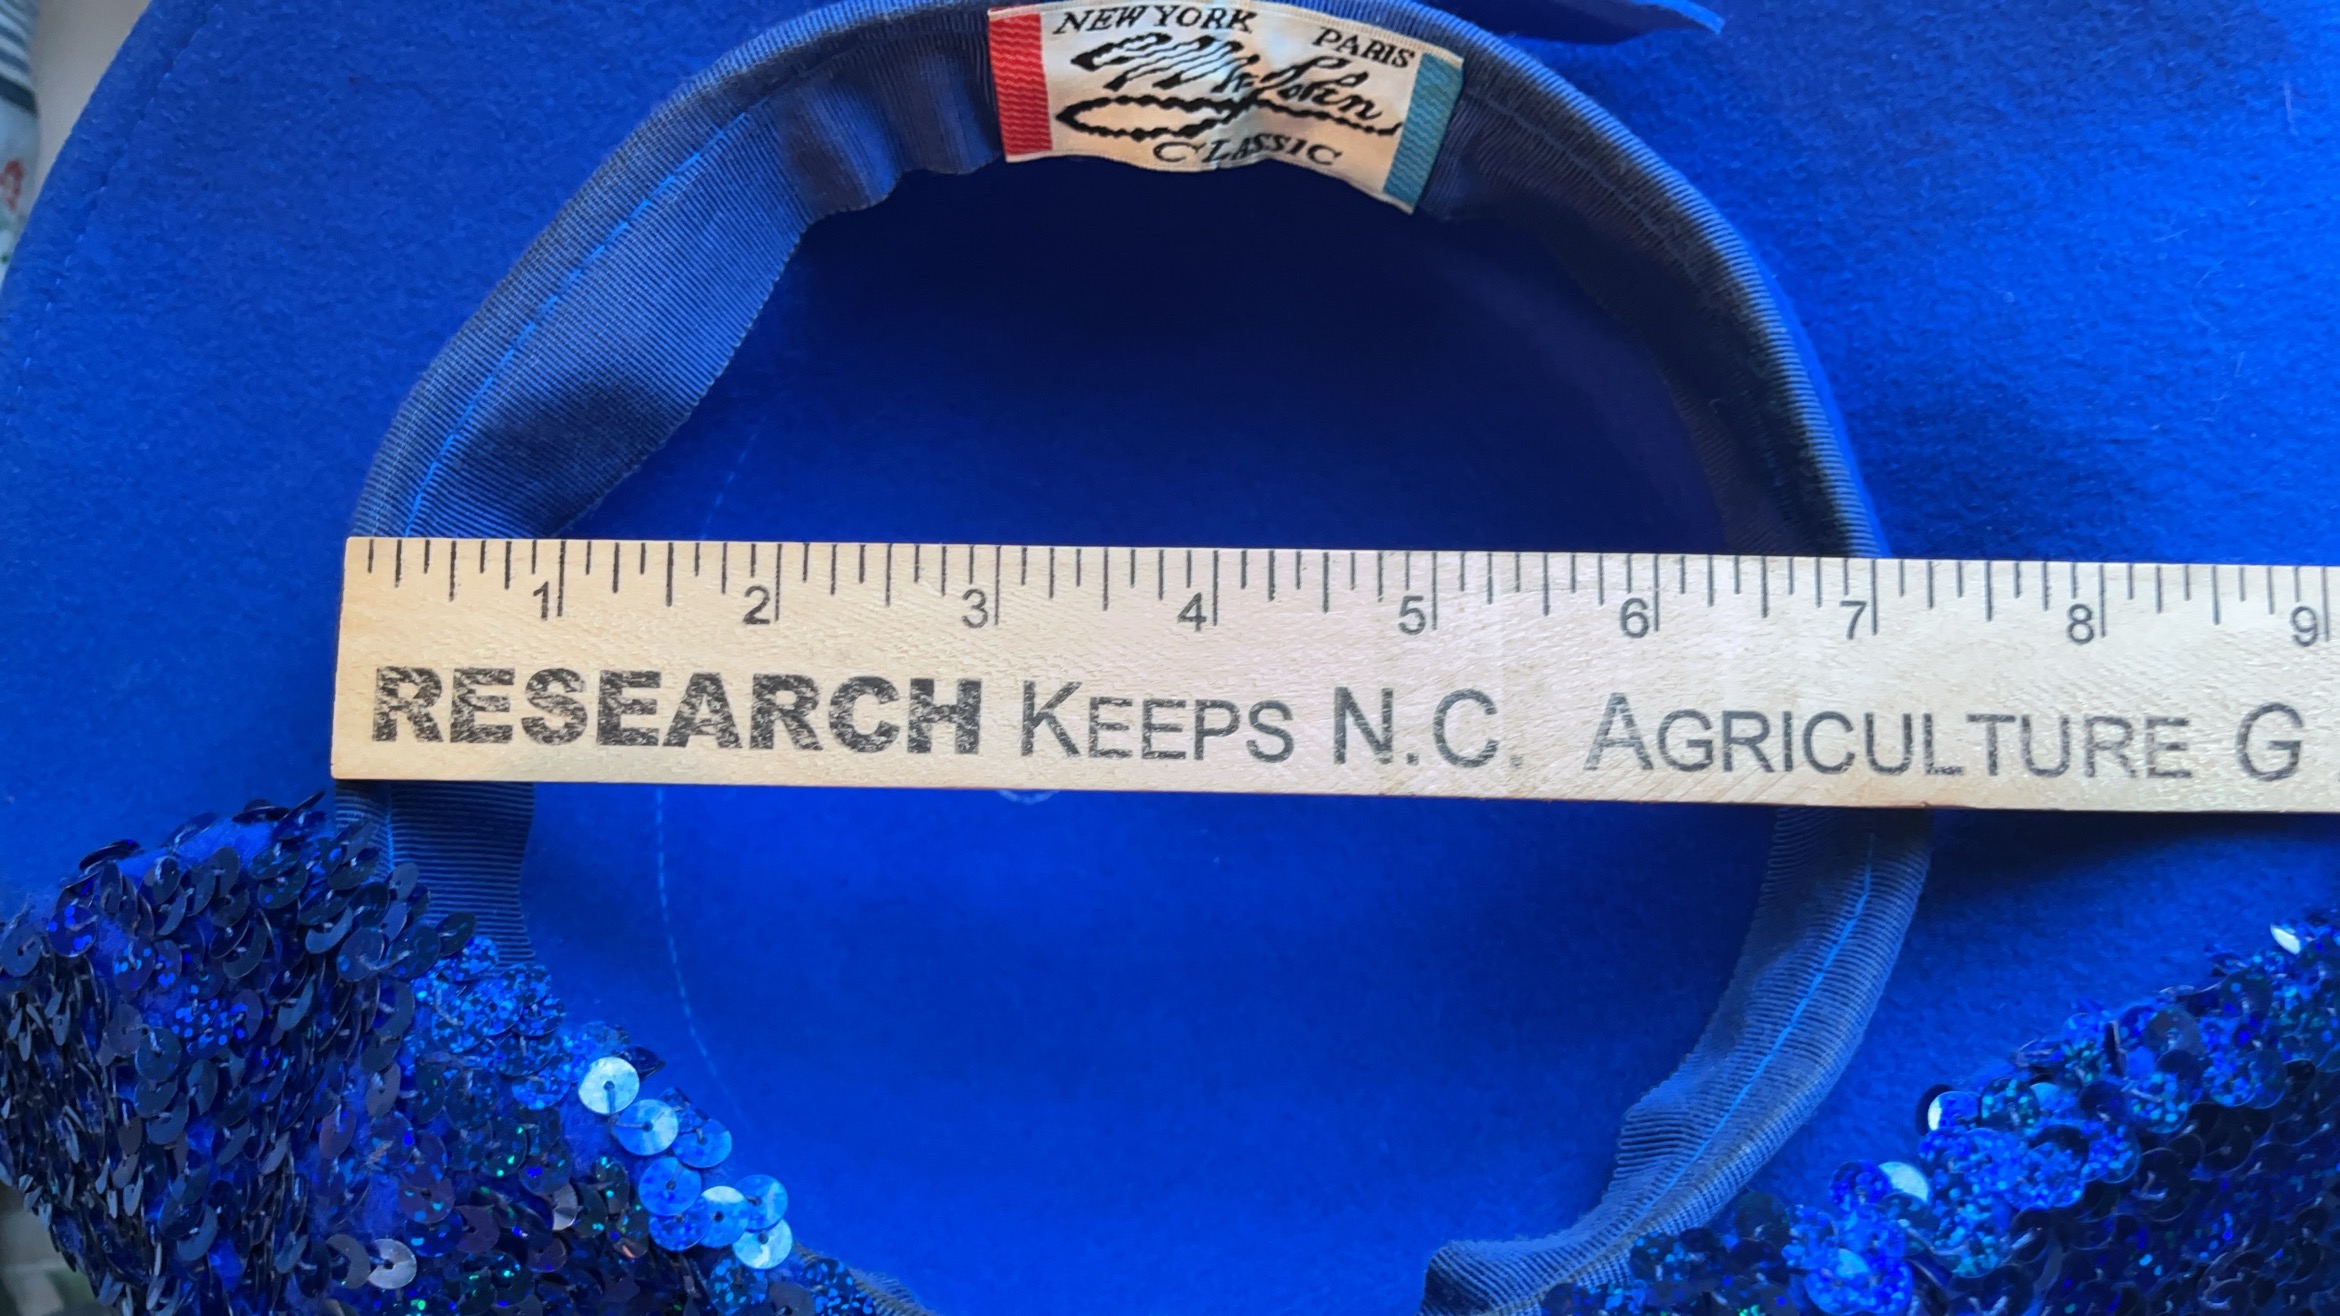 NEW YORK PARIS
CLASSIC
1 2 3 4 5 6 7 8 9
RESEARCH KEEPS N.C. AGRICULTURE G